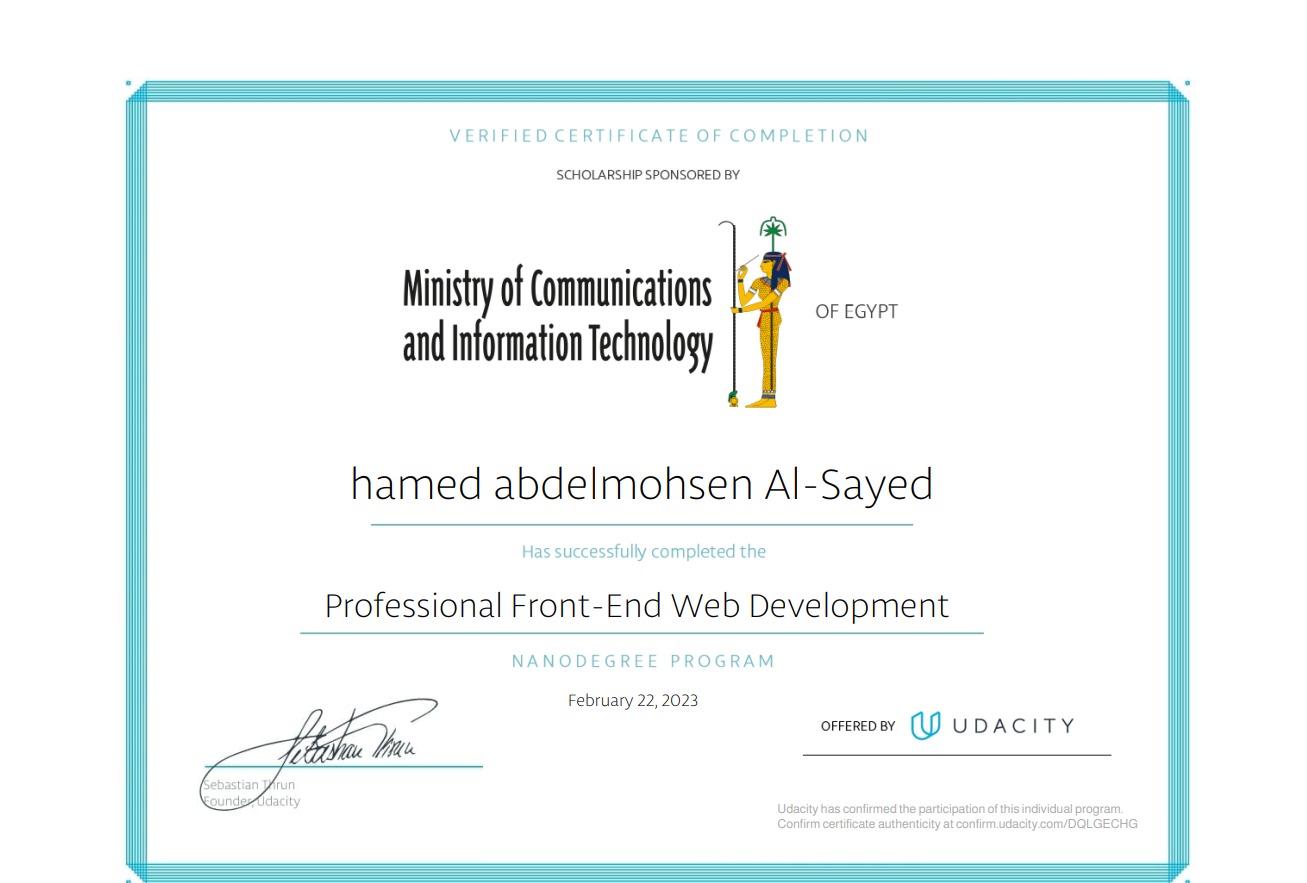 VERIFIED CERTIFICATE OF COMPLETION
SCHOLARSHIP SPONSORED BY
Ministry of Communications
and Information Technology
OF EGYPT
hamed abdelmohsen Al-Sayed
Has successfully completed the
Professional Front-End Web Development
NANODEGREE PROGRAM
February 22, 2023
Sebastian Thrun
OFFERED BY UDACITY
Sebastian Thrun
Founder, Udacity
Udacity has confirmed the participation of this individual program.
Confirm certificate authenticity at confirm.udacity.com/DQLGECHG